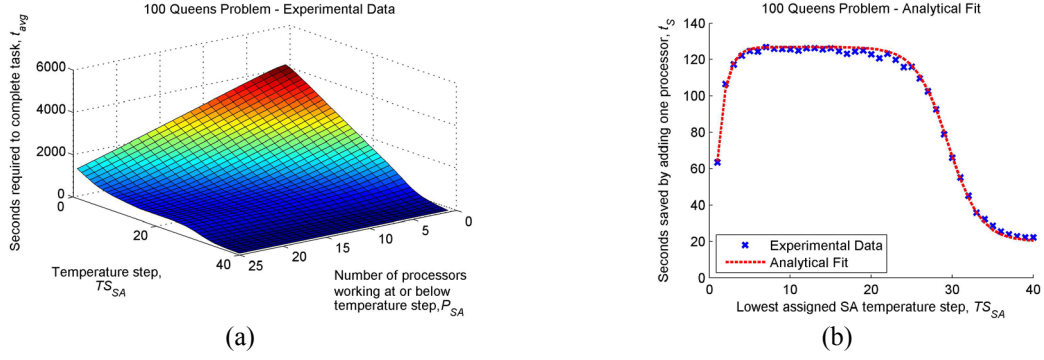 100 Queens Problem - Experimental Data
Seconds required to complete task, t_avg
6000
4000
2000
0
0
20
40
25
20
15
10
5
0
Temperature step,
TS_SA
Number of processors
working at or below
temperature step, P_SA
(a)
100 Queens Problem - Analytical Fit
Seconds saved by adding one processor, t_S
140
120
100
80
60
40
20
0
0
10
20
30
40
Experimental Data
Analytical Fit
Lowest assigned SA temperature step, TS_SA
(b)